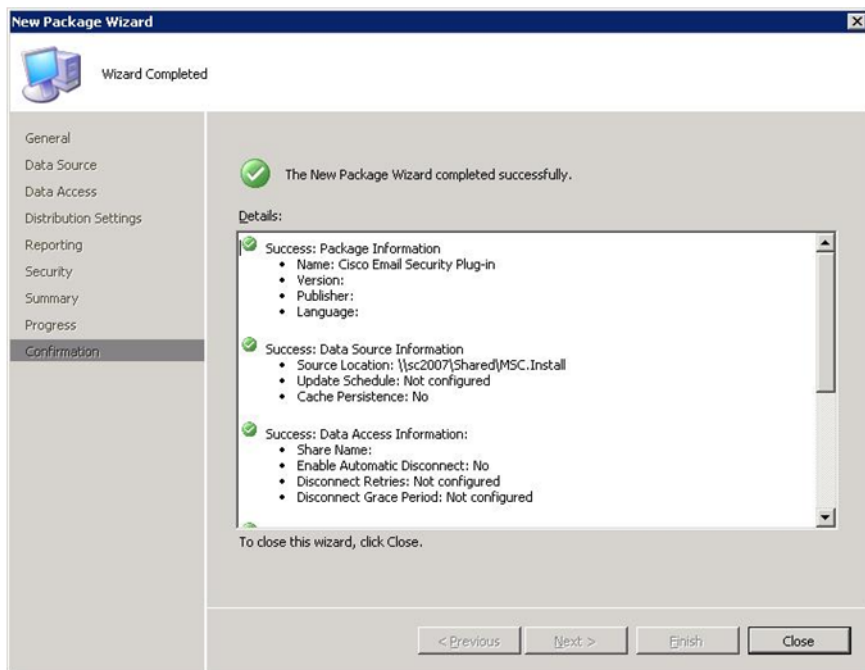 New Package Wizard
Wizard Completed
General
Data Source
Data Access
Distribution Settings
Reporting
Security
Summary
Progress
Confirmation
The New Package Wizard completed successfully.
Details:
Success: Package Information
• Name: Cisco Email Security Plug-in
• Version:
• Publisher:
• Language:
Success: Data Source Information
• Source Location: \\sc2007\Shared\MSC.Install
• Update Schedule: Not configured
• Cache Persistence: No
Success: Data Access Information:
• Share Name:
• Enable Automatic Disconnect: No
• Disconnect Retries: Not configured
• Disconnect Grace Period: Not configured
To close this wizard, click Close.
< Previous
Next >
Finish
Close